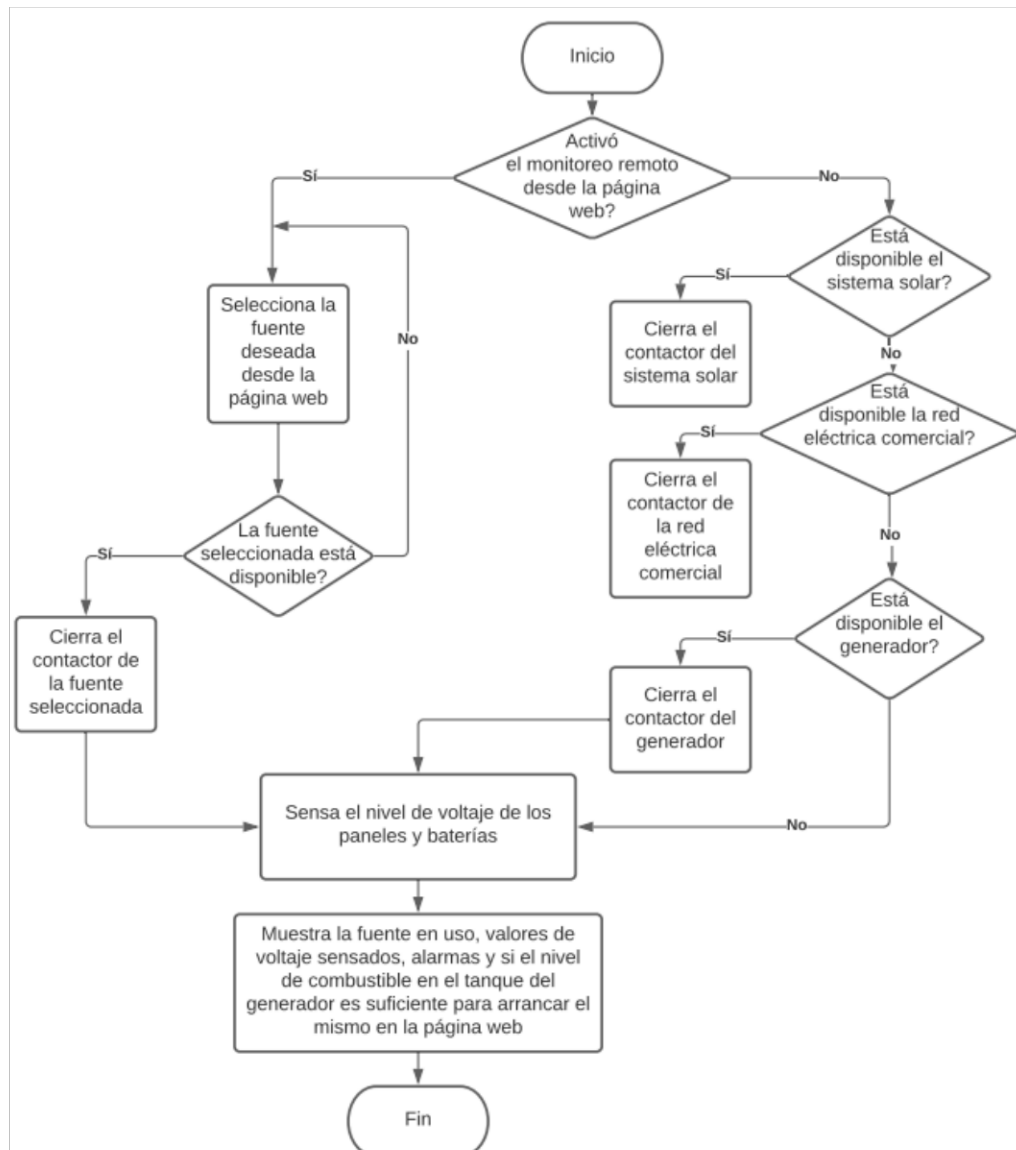 Inicio
Activó
el monitoreo remoto
desde la página
web?
Sí
No
Está
disponible el
sistema solar?
Sí
Selecciona la
fuente
deseada
desde la
página web
No
Cierra el
contactor del
sistema solar
No
Está
disponible la red
eléctrica comercial?
Sí
Cierra el
contactor de
la red
eléctrica
comercial
La fuente
seleccionada está
disponible?
Sí
No
Está
disponible el
generador?
Sí
Cierra el
contactor de
la fuente
seleccionada
Cierra el
contactor del
generador
Sensa el nivel de voltaje de los
paneles y baterías
No
Muestra la fuente en uso, valores de
voltaje sensados, alarmas y si el nivel
de combustible en el tanque del
generador es suficiente para arrancar el
mismo en la página web
Fin